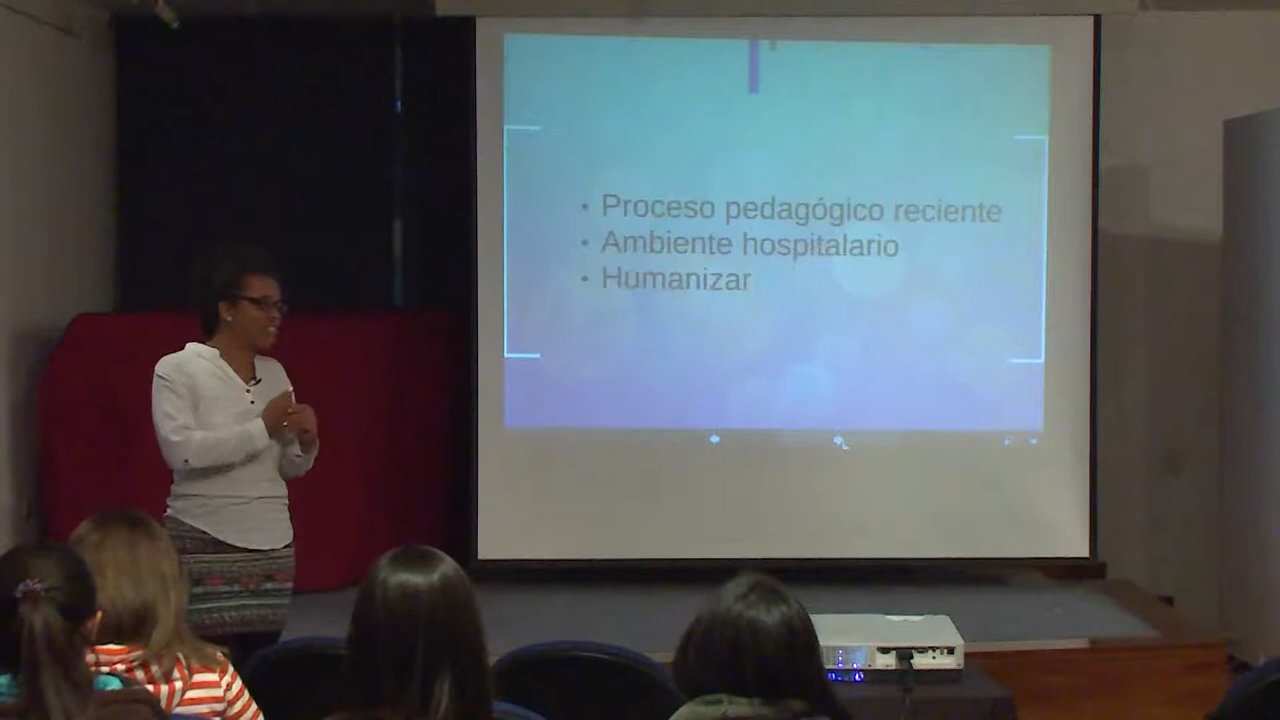 • Proceso pedagógico reciente
• Ambiente hospitalario
• Humanizar